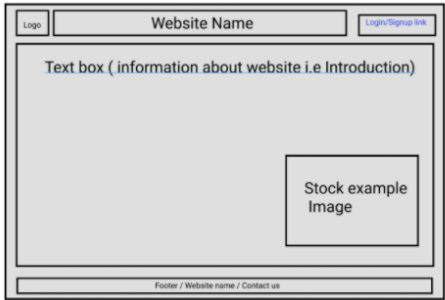 Logo
Website Name
Login/Signup link
Text box ( information about website i.e Introduction)
Stock example
Image
Footer / Website name / Contact us